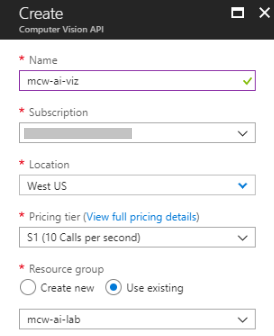 Create
Computer Vision API
* Name
mcw-ai-viz
* Subscription
* Location
West US
* Pricing tier (View full pricing details)
S1 (10 Calls per second)
* Resource group
Create new Use existing
mcw-ai-lab